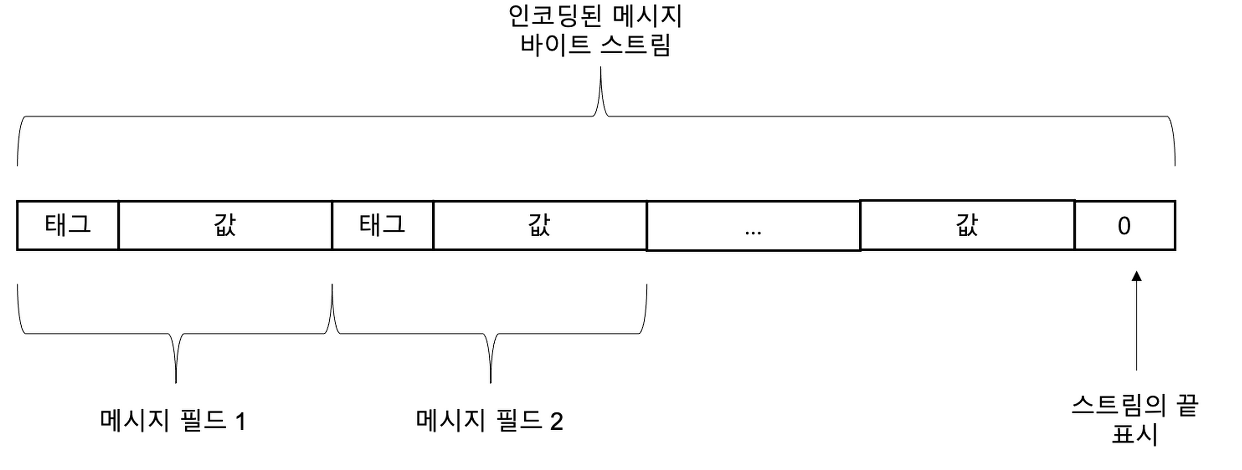 인코딩된 메시지
바이트 스트림
태그 값 태그 값 ... 값 0
메시지 필드 1 메시지 필드 2
스트림의 끝
표시